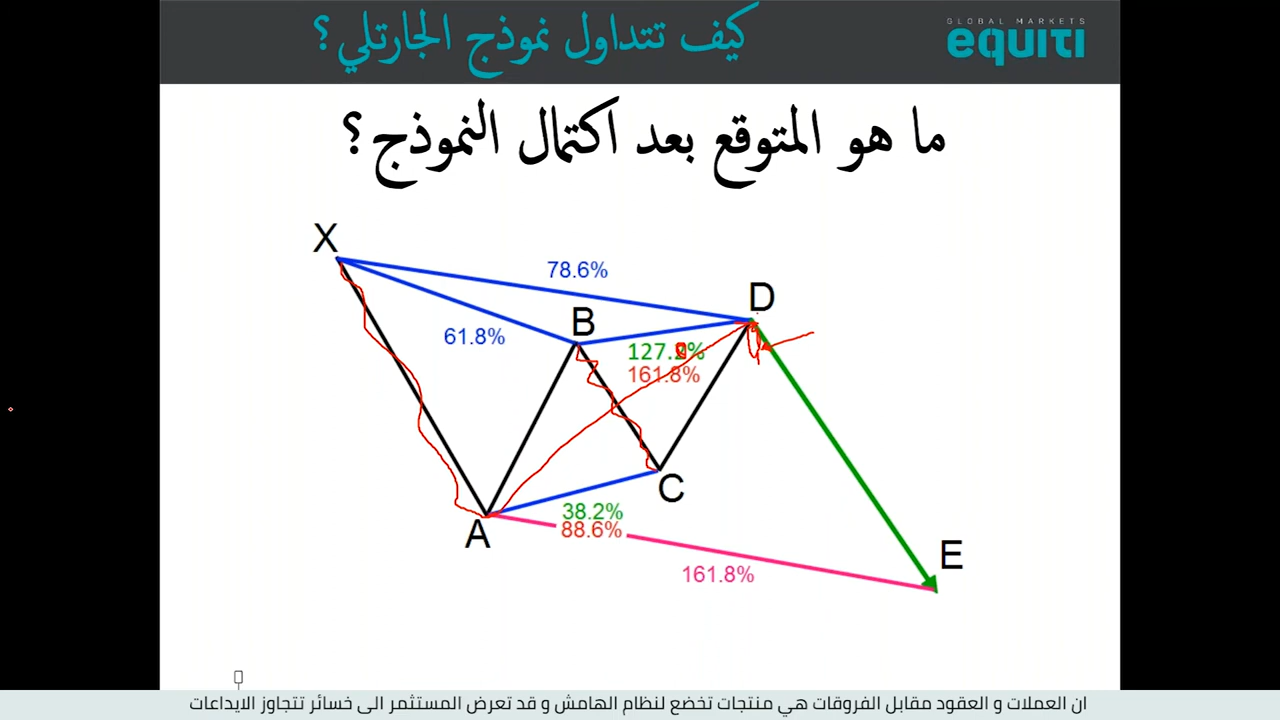 كيف تتداول نموذج الجارتلي؟
GLOBAL MARKETS
equiti
ما هو المتوقع بعد اكتمال النموذج؟
X
78.6%
D
B
61.8%
161.8%
C
38.2%
88.6%
A
E
161.8%
ان العملات و العقود مقابل الفروقات هي منتجات تخضع لنظام الهامش و قد تعرض المستثمر الى خسائر تتجاوز الايداعات